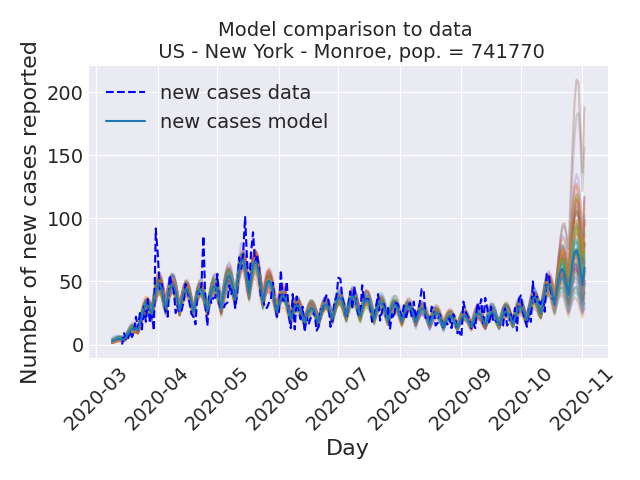 Model comparison to data
US - New York - Monroe, pop. = 741770
Number of new cases reported
200
150
100
50
0
new cases data
new cases model
2020-03
2020-04
2020-05
2020-06
2020-07
2020-08
2020-09
2020-10
2020-11
Day